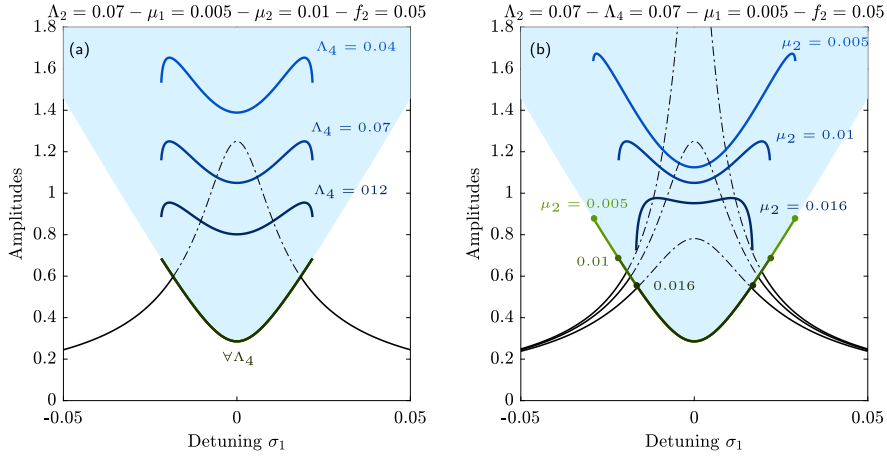 Λ₂ = 0.07 − μ₁ = 0.005 − μ₂ = 0.01 − f₂ = 0.05
(a)
Λ₄ = 0.04
Λ₄ = 0.07
Λ₄ = 012
∀Λ₄
Amplitudes
1.8
1.6
1.4
1.2
1
0.8
0.6
0.4
0.2
0
-0.05
0
0.05
Detuning σ₁
Λ₂ = 0.07 − Λ₄ = 0.07 − μ₁ = 0.005 − f₂ = 0.05
(b)
μ₂ = 0.005
μ₂ = 0.01
μ₂ = 0.016
μ₂ = 0.005
0.01
0.016
Amplitudes
1.8
1.6
1.4
1.2
1
0.8
0.6
0.4
0.2
0
-0.05
0
0.05
Detuning σ₁